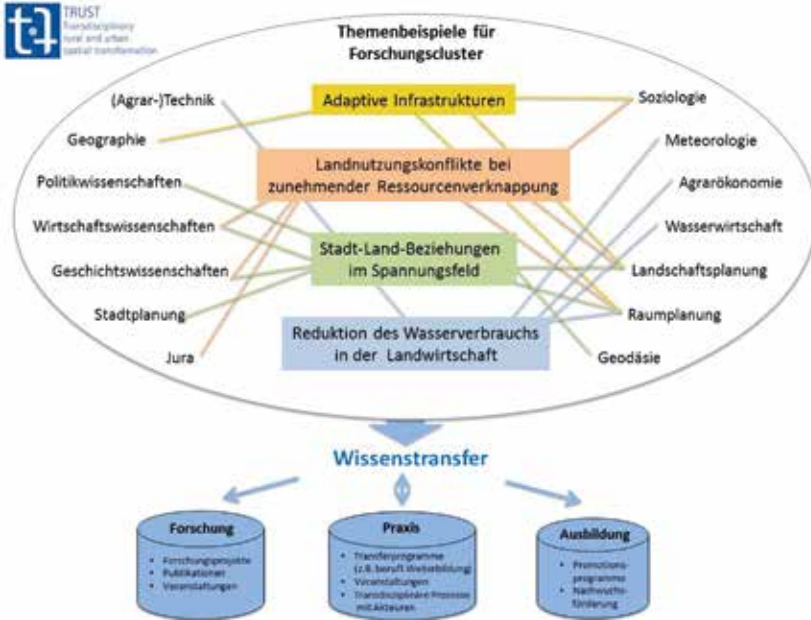 TRUST
Transdisciplinary
rural and urban
spatial transformation
Themenbeispiele für
Forschungscluster
(Agrar-)Technik
Adaptive Infrastrukturen
Soziologie
Geographie
Meteorologie
Landnutzungskonflikte bei
zunehmender Ressourcenverknappung
Politikwissenschaften
Agrarökonomie
Wirtschaftswissenschaften
Wasserwirtschaft
Stadt-Land-Beziehungen
im Spannungsfeld
Geschichtswissenschaften
Landschaftsplanung
Stadtplanung
Raumplanung
Reduktion des Wasserverbrauchs
in der Landwirtschaft
Jura
Geodäsie
Wissenstransfer
Forschung
• Forschungsprojekte
• Publikationen
• Veranstaltungen
Praxis
• Transferprogramme
(z.B. berufl. Weiterbildung)
• Veranstaltungen
• Transdisziplinäre Prozesse
mit Akteuren
Ausbildung
• Promotions-
programme
• Nachwuchs-
förderung